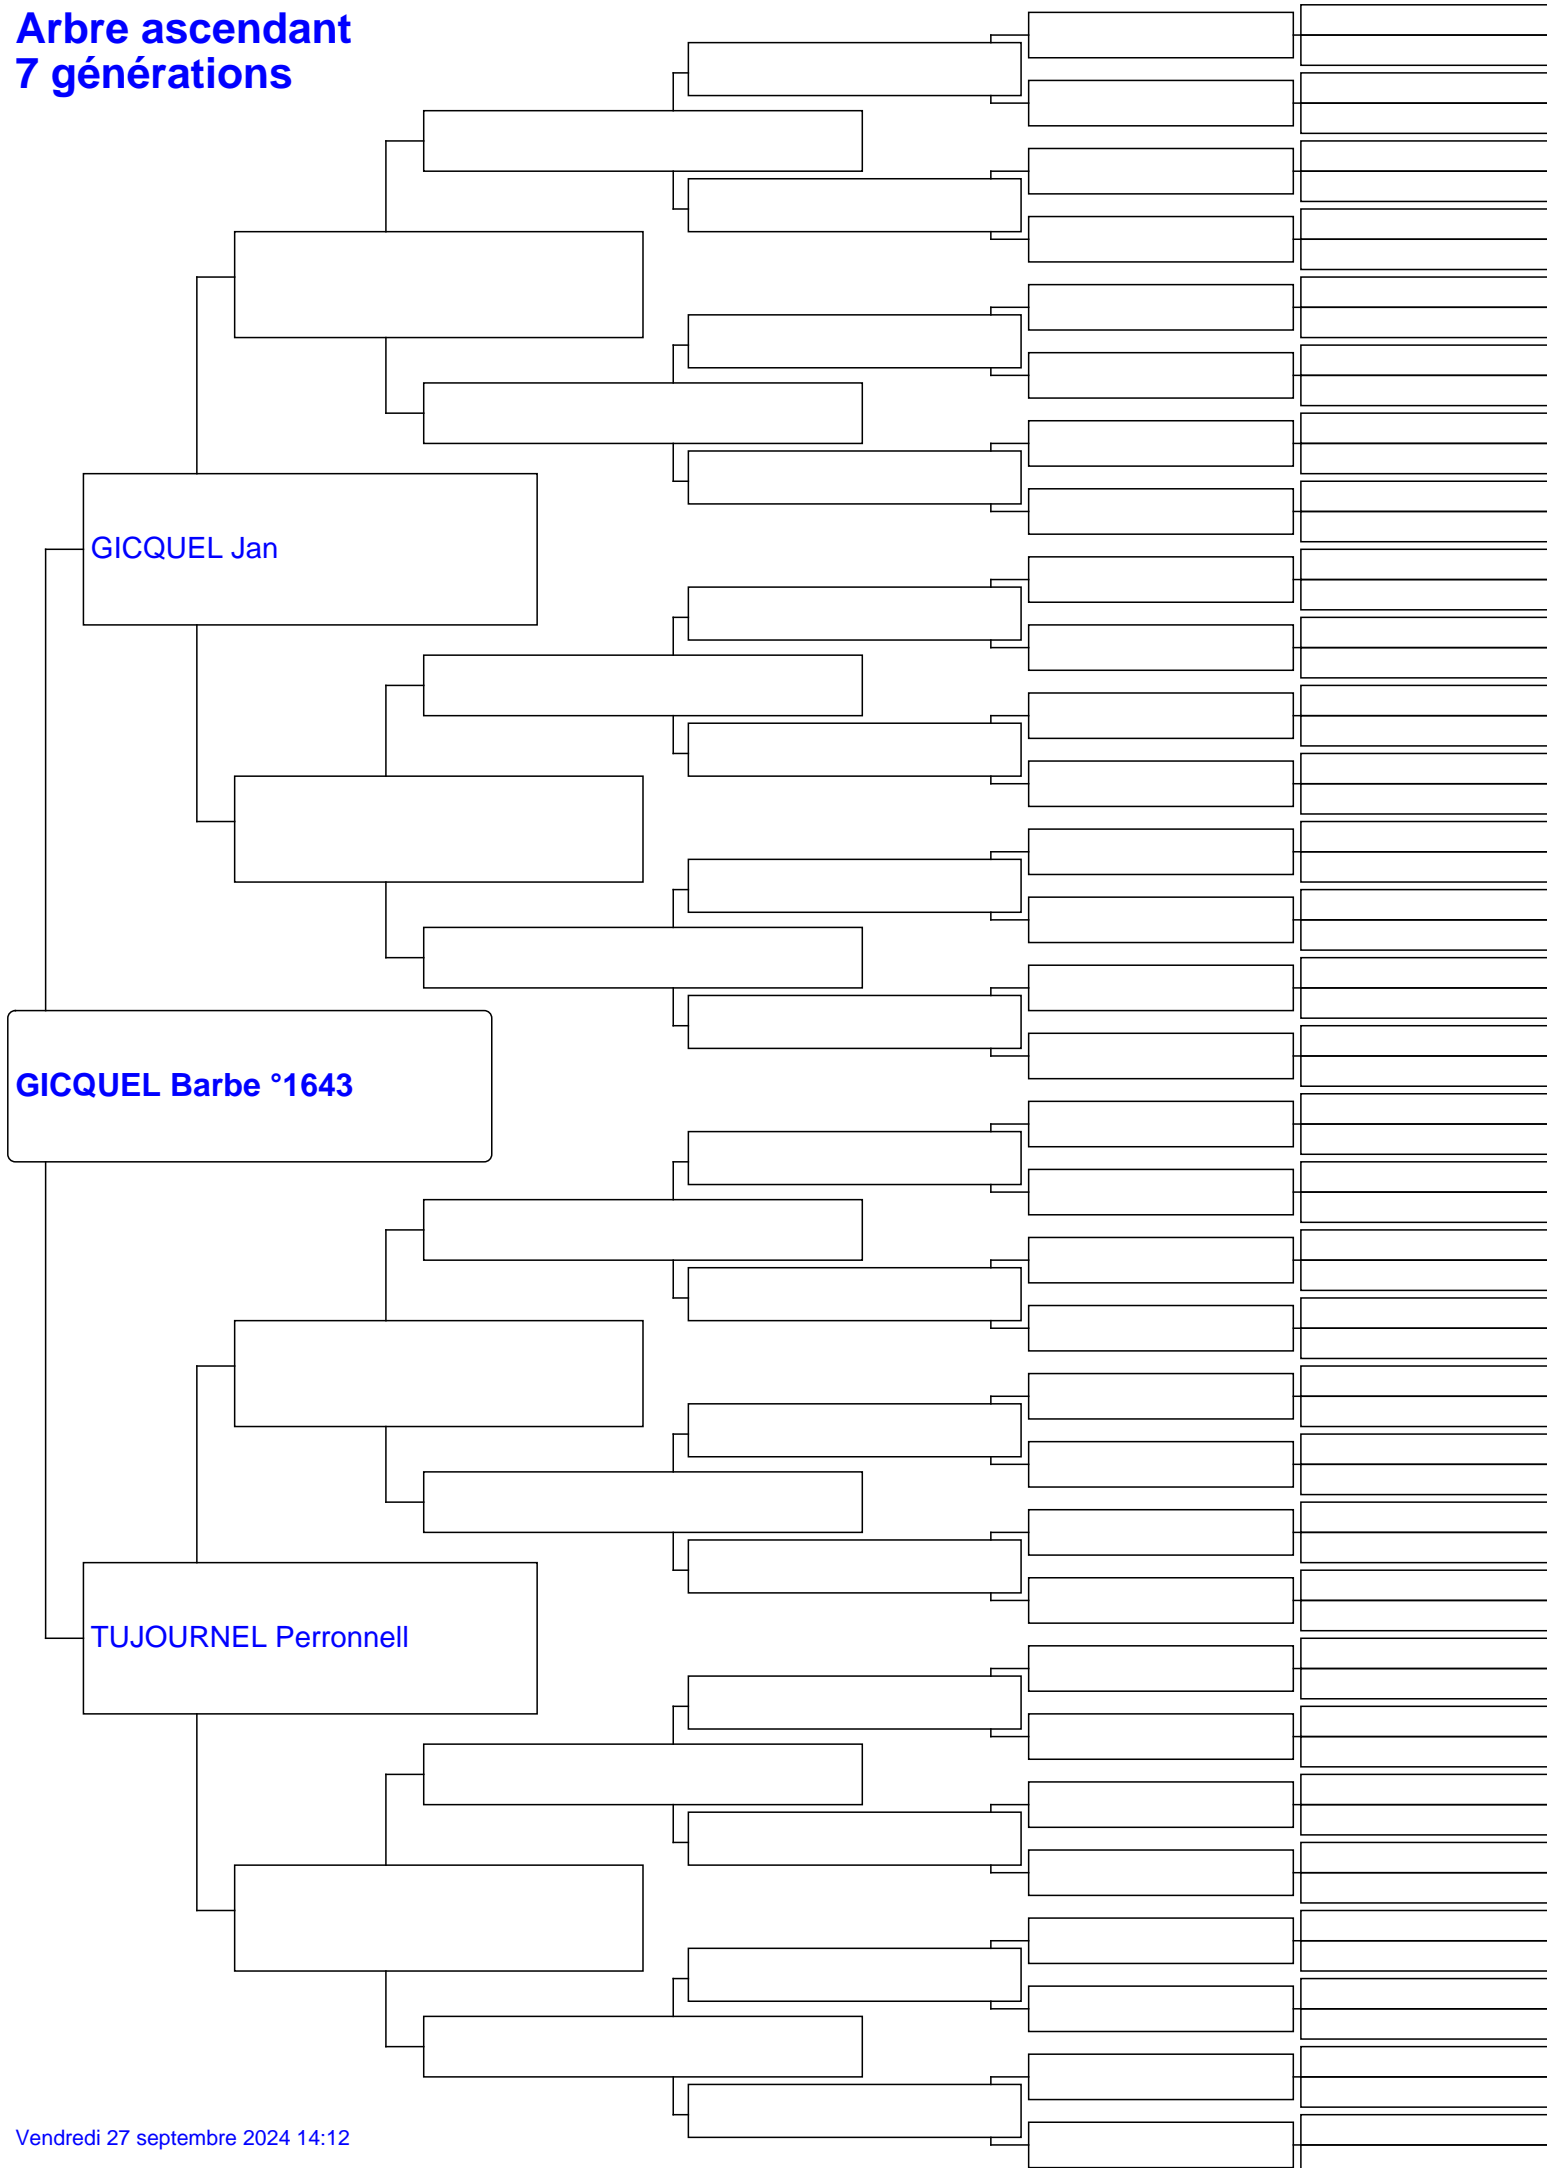 Arbre ascendant
7 générations
GICQUEL Jan
GICQUEL Barbe °1643
TUJOURNEL Perronnell
Vendredi 27 septembre 2024 14:12